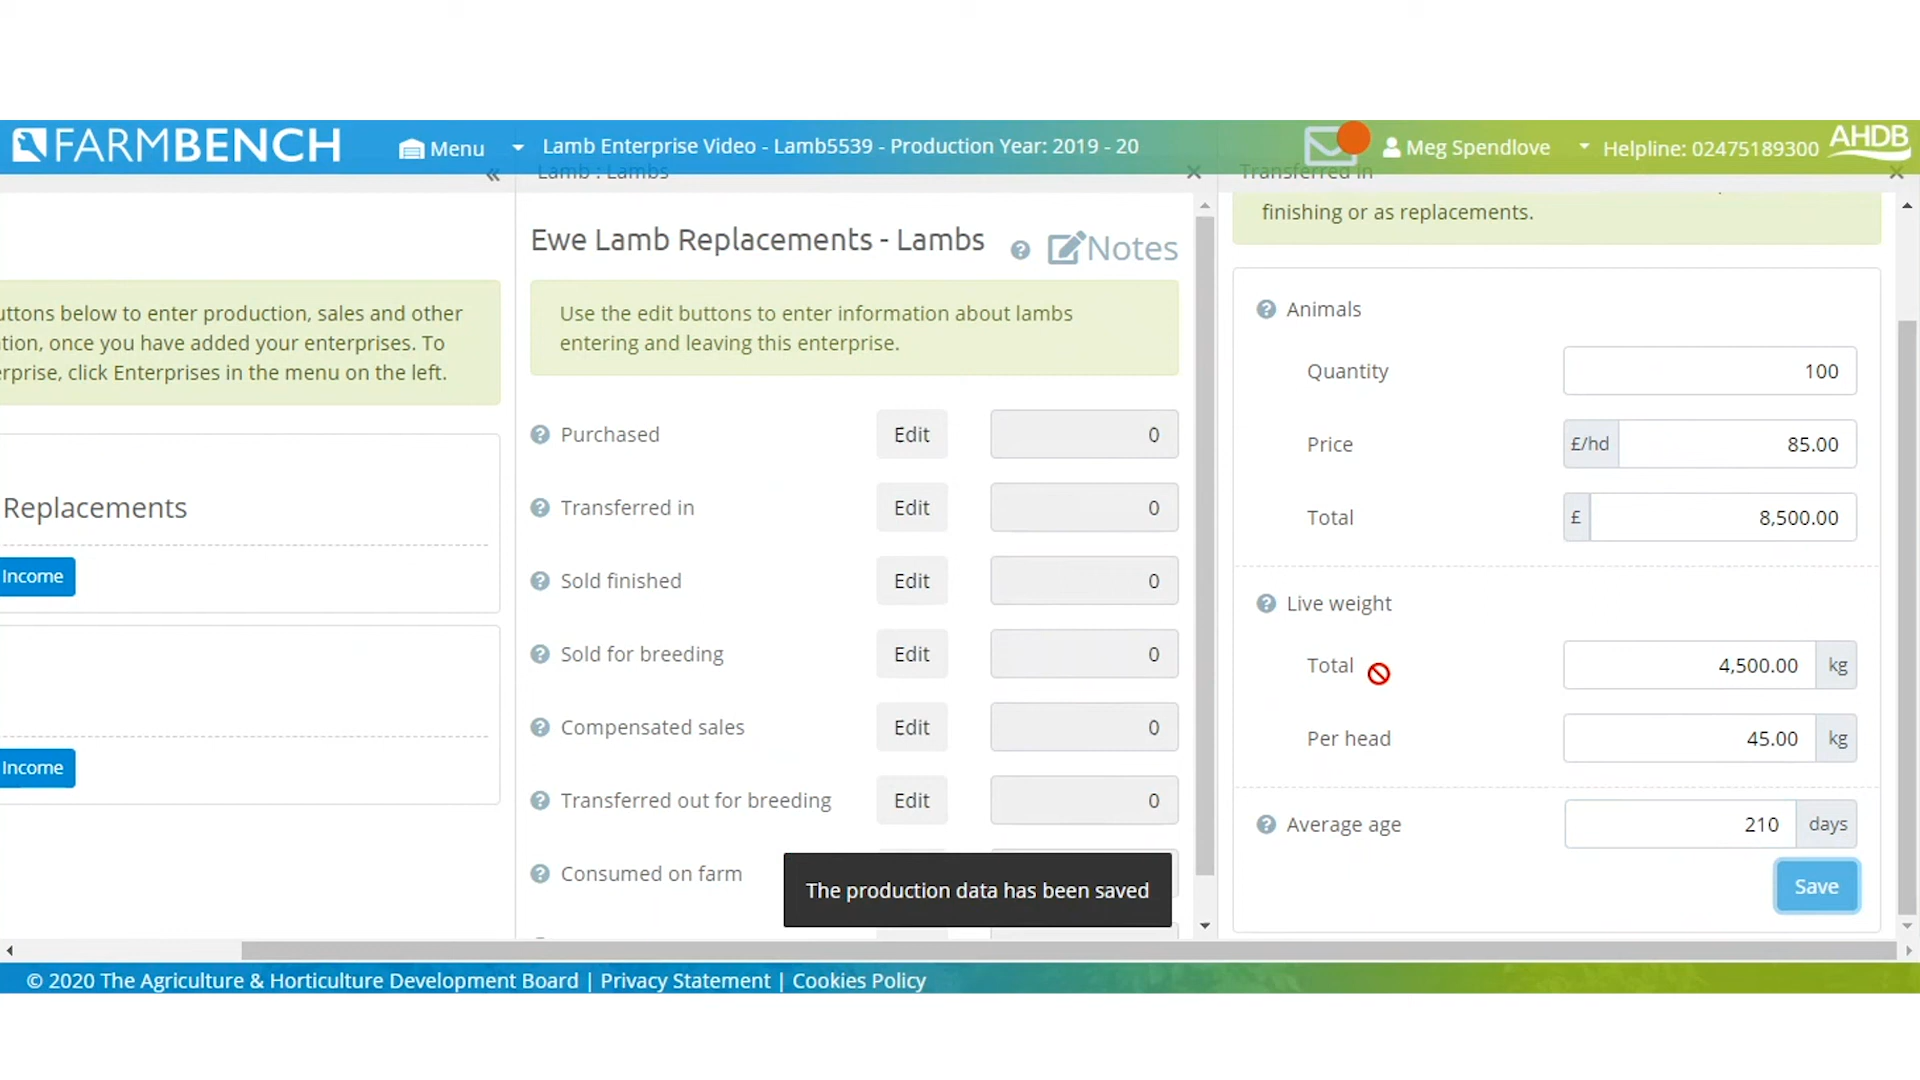 FARMBENCH
Menu
Lamb Enterprise Video - Lamb5539 - Production Year: 2019 - 20
Meg Spendlove
Helpline: 02475189300
AHDB
«
Lamb : Lambs
Transferred in
uttons below to enter production, sales and other
tion, once you have added your enterprises. To
erprise, click Enterprises in the menu on the left.
Replacements
Income
Income
Ewe Lamb Replacements - Lambs
Notes
Use the edit buttons to enter information about lambs
entering and leaving this enterprise.
Purchased Edit 0
Transferred in Edit 0
Sold finished Edit 0
Sold for breeding Edit 0
Compensated sales Edit 0
Transferred out for breeding Edit 0
Consumed on farm
The production data has been saved
finishing or as replacements.
Animals
Quantity 100
Price £/hd 85.00
Total £ 8,500.00
Live weight
Total 4,500.00 kg
Per head 45.00 kg
Average age 210 days
Save
© 2020 The Agriculture & Horticulture Development Board | Privacy Statement | Cookies Policy